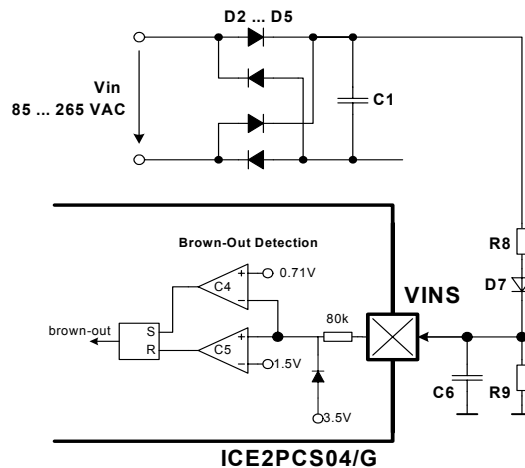 D2 ... D5
Vin
85 ... 265 VAC
C1
R8
Brown-Out Detection
D7
VINS
C4
0.71V
80k
brown-out
S
R
C5
1.5V
C6
R9
3.5V
ICE2PCS04/G